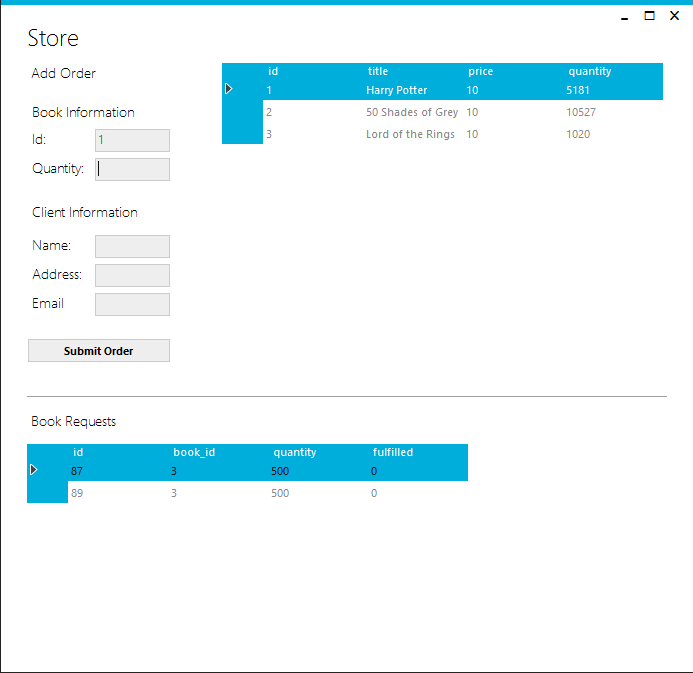 Store
Add Order
Book Information
Id: 1
Quantity:
Client Information
Name:
Address:
Email
Submit Order
id title price quantity
1 Harry Potter 10 5181
2 50 Shades of Grey 10 10527
3 Lord of the Rings 10 1020
Book Requests
id book_id quantity fulfilled
87 3 500 0
89 3 500 0